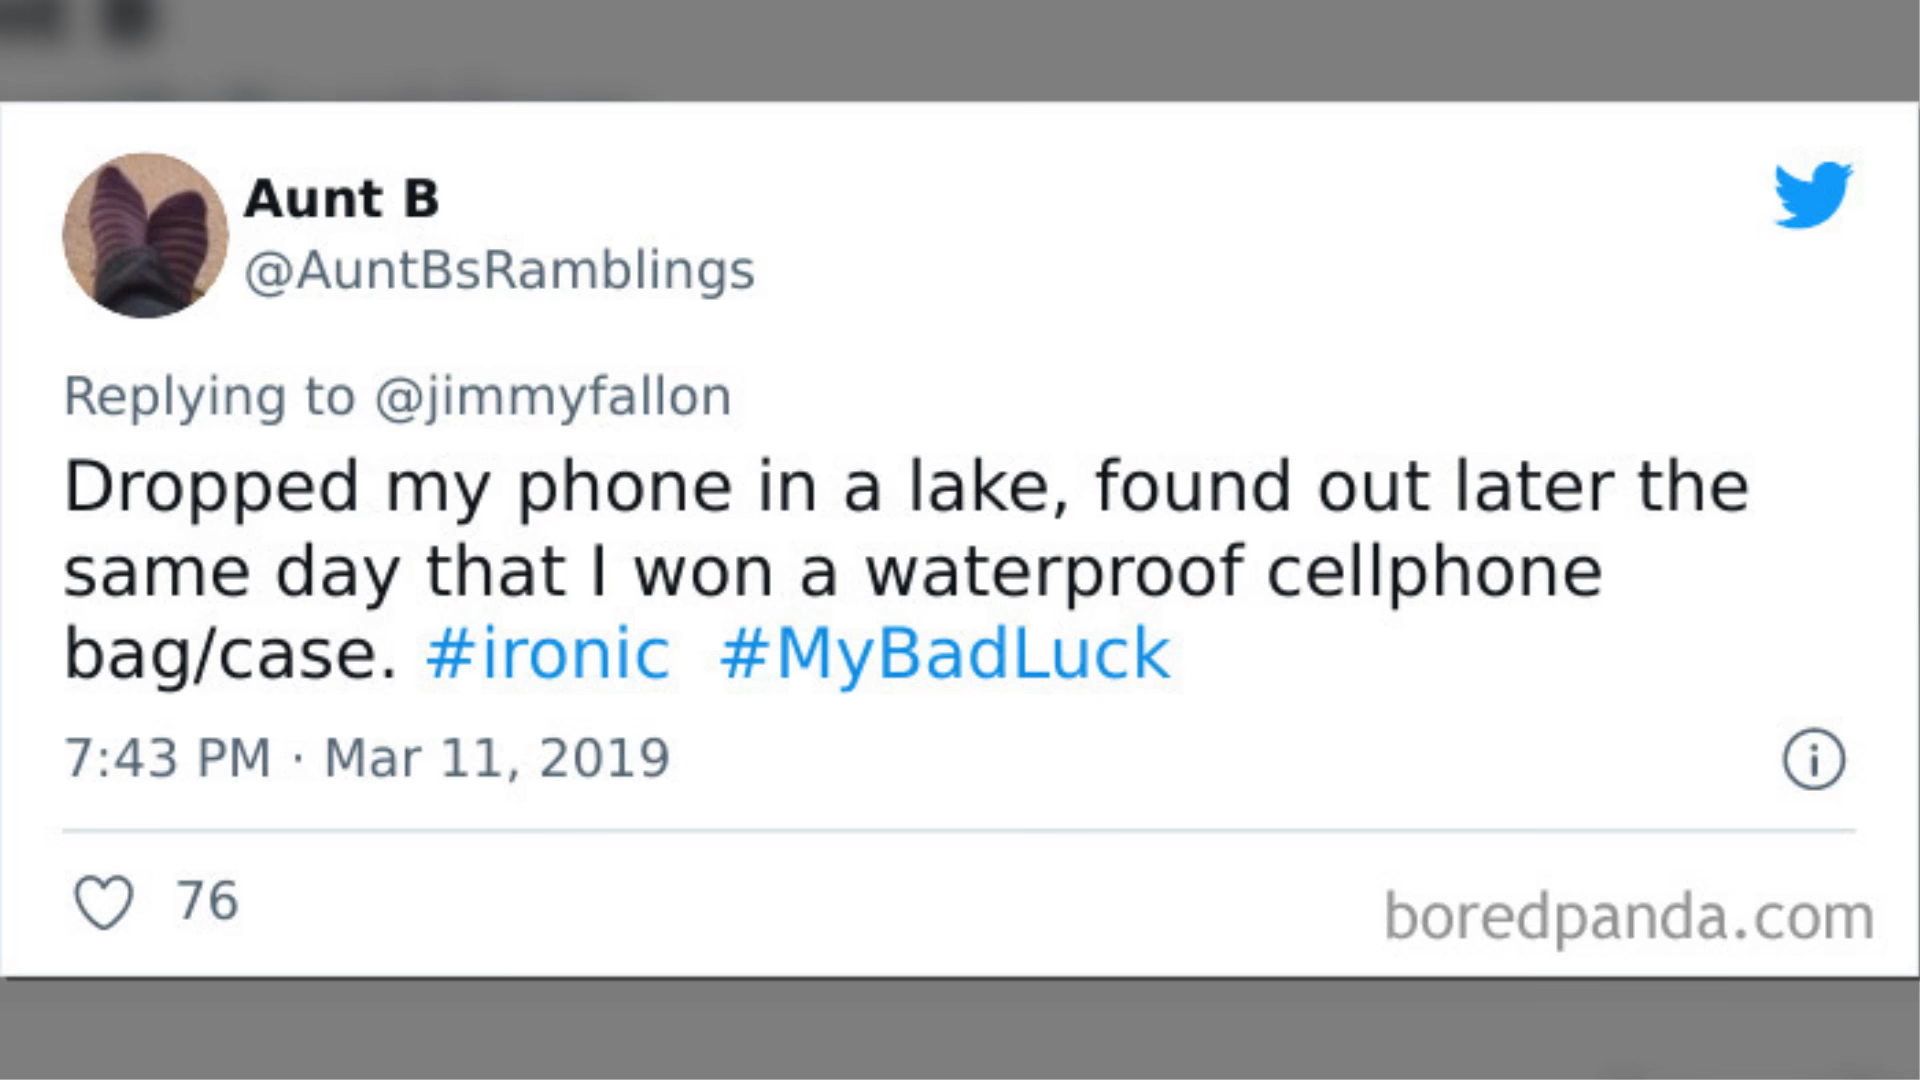 Aunt B
@AuntBsRamblings
Replying to @jimmyfallon
Dropped my phone in a lake, found out later the
same day that I won a waterproof cellphone
bag/case. #ironic #MyBadLuck
7:43 PM · Mar 11, 2019
76
boredpanda.com